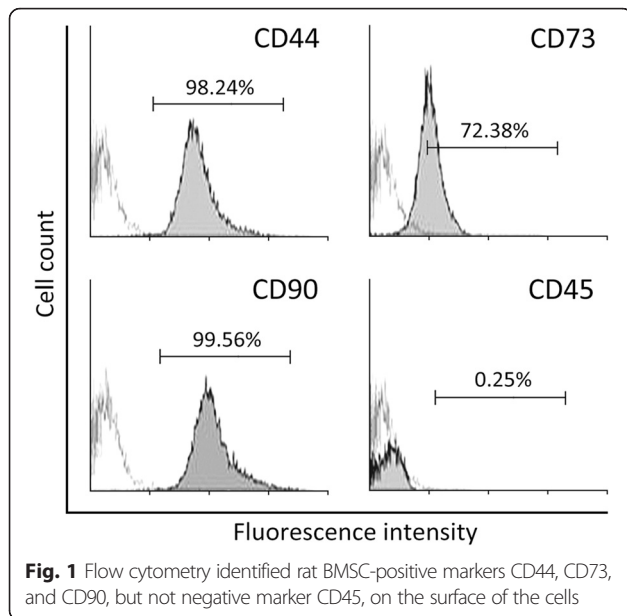 CD44
98.24%
CD73
72.38%
CD90
99.56%
CD45
0.25%
Cell count
Fluorescence intensity
Fig. 1 Flow cytometry identified rat BMSC-positive markers CD44, CD73,
and CD90, but not negative marker CD45, on the surface of the cells